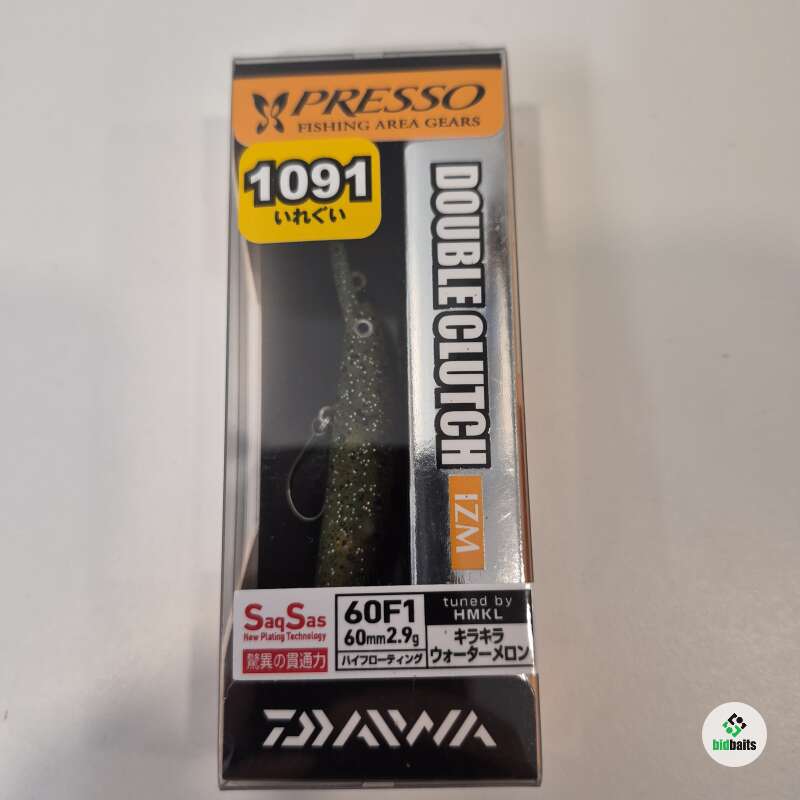 PRESSO
FISHING AREA GEARS
1091
いれぐい
DOUBLE CLUTCH
IZM
SaqSas
New Plating Technology
驚異の貫通力
60F1
60mm2.9g
ハイフローティング
tuned by
HMKL
キラキラ
ウォーターメロン
DAIWA
bidbaits